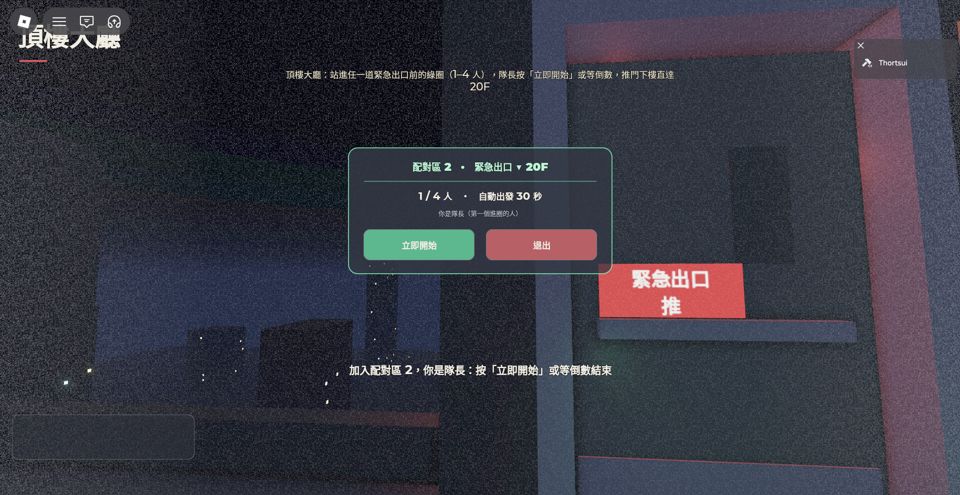 頂樓大廳
Thortsui
頂樓大廳：站進任一道緊急出口前的綠圈（1–4 人），隊長按「立即開始」或等倒數，推門下樓直達
20F
配對區 2 • 緊急出口 ▼ 20F
1 / 4 人 • 自動出發 30 秒
你是隊長（第一個進圈的人）
立即開始
退出
緊急出口
推
加入配對區 2，你是隊長：按「立即開始」或等倒數結束